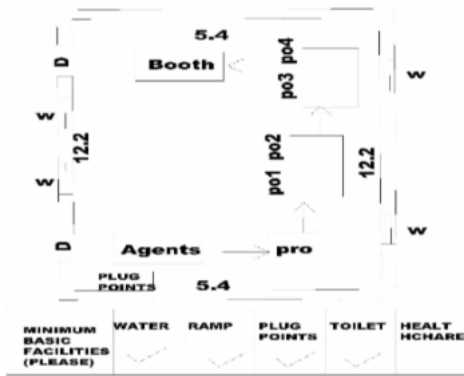 5.4
Booth
po3 po4
D
w
w
12.2
po1 po2
12.2
w
w
D
Agents
pro
PLUG
POINTS
5.4
MINIMUM
BASIC
FACILITIES
(PLEASE)
WATER
RAMP
PLUG
POINTS
TOILET
HEALT
HCHARE